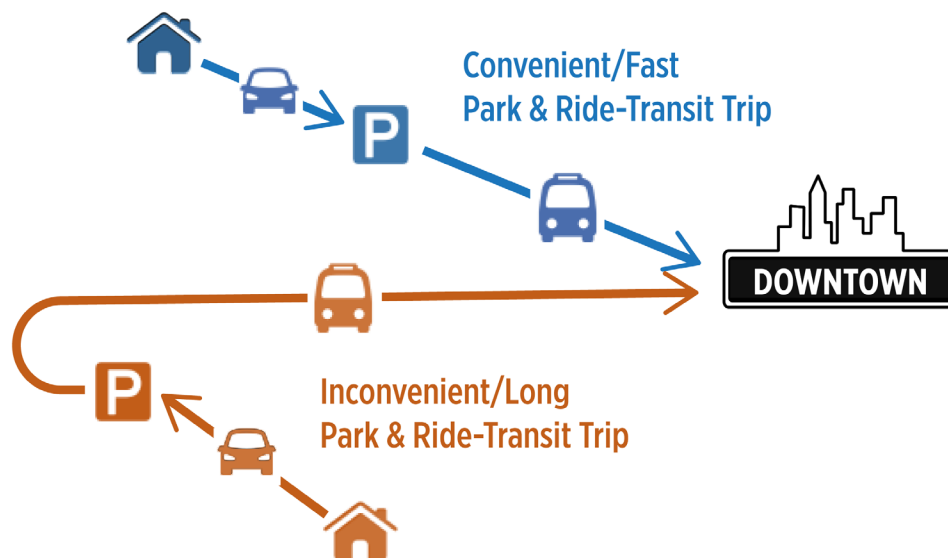 Convenient/Fast
Park & Ride-Transit Trip
P
DOWNTOWN
P
Inconvenient/Long
Park & Ride-Transit Trip